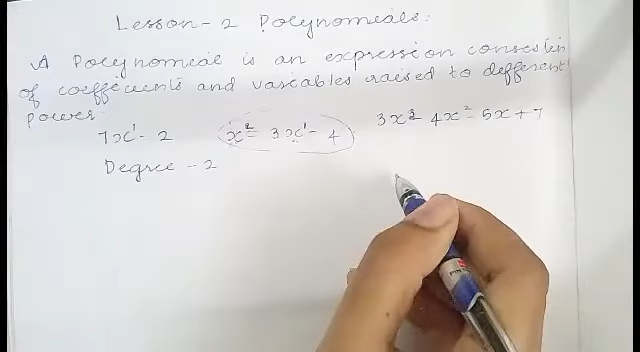 Lesson - 2 Polynomials:
A Polynomial is an expression consestin
of coefficients and variables raised to different
power.
7x¹ - 2 x² - 3x¹ - 4 3x³ - 4x² - 5x + 7
Degree - 2